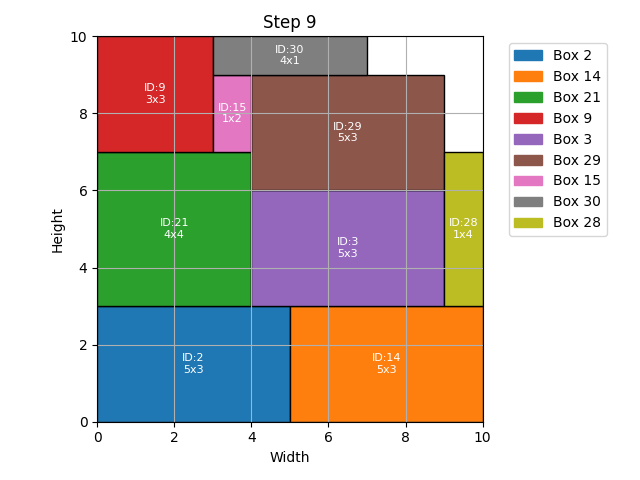 Step 9
10
8
6
4
2
0
Height
0 2 4 6 8 10
Width
ID:9
3x3
ID:30
4x1
ID:15
1x2
ID:29
5x3
ID:21
4x4
ID:3
5x3
ID:28
1x4
ID:2
5x3
ID:14
5x3
Box 2
Box 14
Box 21
Box 9
Box 3
Box 29
Box 15
Box 30
Box 28